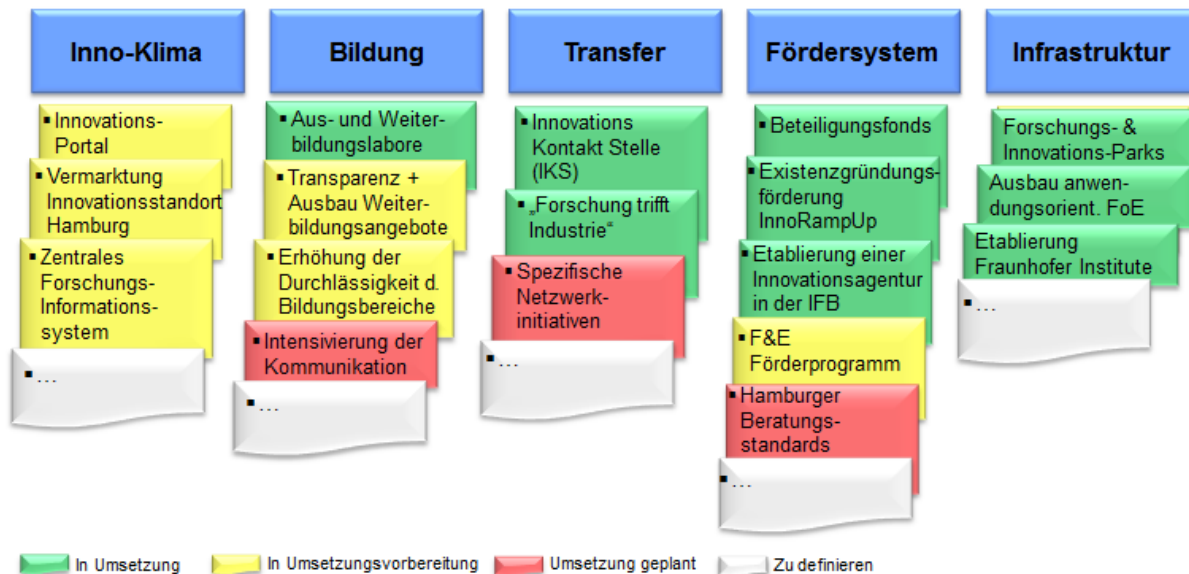 Inno-Klima
▪ Innovations-
Portal
▪ Vermarktung
Innovationsstandort
Hamburg
▪ Zentrales
Forschungs-
Informations-
system
▪ ...
Bildung
▪ Aus- und Weiter-
bildungslabore
▪ Transparenz +
Ausbau Weiter-
bildungsangebote
▪ Erhöhung der
Durchlässigkeit d.
Bildungsbereiche
▪ Intensivierung der
Kommunikation
▪ ...
Transfer
▪ Innovations
Kontakt Stelle
(IKS)
▪ „Forschung trifft
Industrie“
▪ Spezifische
Netzwerk-
initiativen
▪ ...
Fördersystem
▪ Beteiligungsfonds
▪ Existenzgründungs-
förderung
InnoRampUp
▪ Etablierung einer
Innovationsagentur
in der IFB
▪ F&E
Förderprogramm
▪ Hamburger
Beratungs-
standards
▪ ...
Infrastruktur
Forschungs- &
Innovations-Parks
Ausbau anwen-
dungsorient. FoE
Etablierung
Fraunhofer Institute
▪ ...
In Umsetzung
In Umsetzungsvorbereitung
Umsetzung geplant
Zu definieren